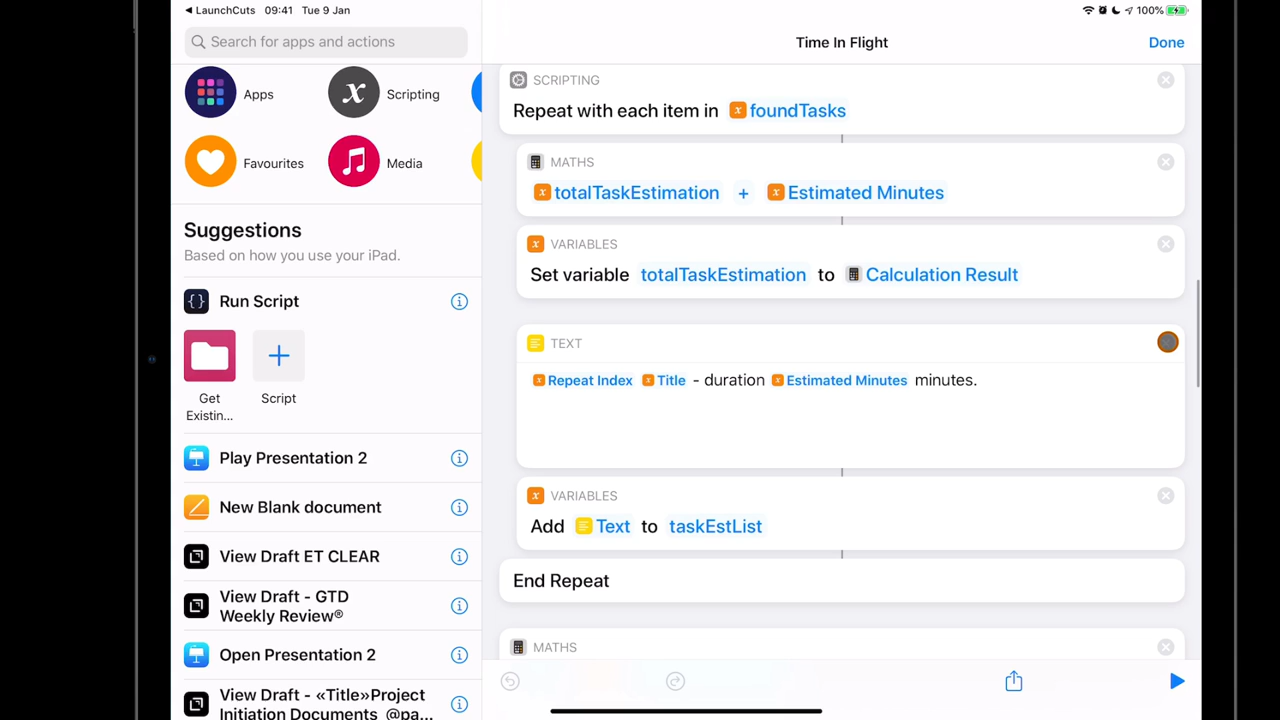 LaunchCuts 09:41 Tue 9 Jan
100%
Search for apps and actions
Time In Flight
Done
Apps
Scripting
Favourites
Media
Suggestions
Based on how you use your iPad.
Run Script
Get
Existin...
Script
Play Presentation 2
New Blank document
View Draft ET CLEAR
View Draft - GTD
Weekly Review®
Open Presentation 2
View Draft - «Title»Project
Initiation Documents @pa...
SCRIPTING
Repeat with each item in foundTasks
MATHS
totalTaskEstimation + Estimated Minutes
VARIABLES
Set variable totalTaskEstimation to Calculation Result
TEXT
Repeat Index Title - duration Estimated Minutes minutes.
VARIABLES
Add Text to taskEstList
End Repeat
MATHS